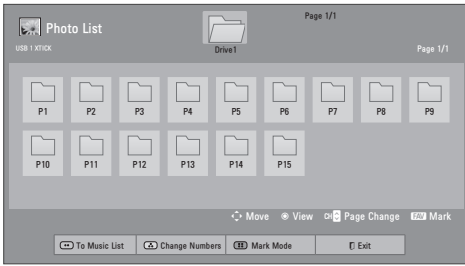 Page 1/1
Photo List
USB 1 XTICK
Drive1
Page 1/1
P1 P2 P3 P4 P5 P6 P7 P8 P9
P10 P11 P12 P13 P14 P15
Move View CH Page Change FAV Mark
To Music List Change Numbers Mark Mode Exit